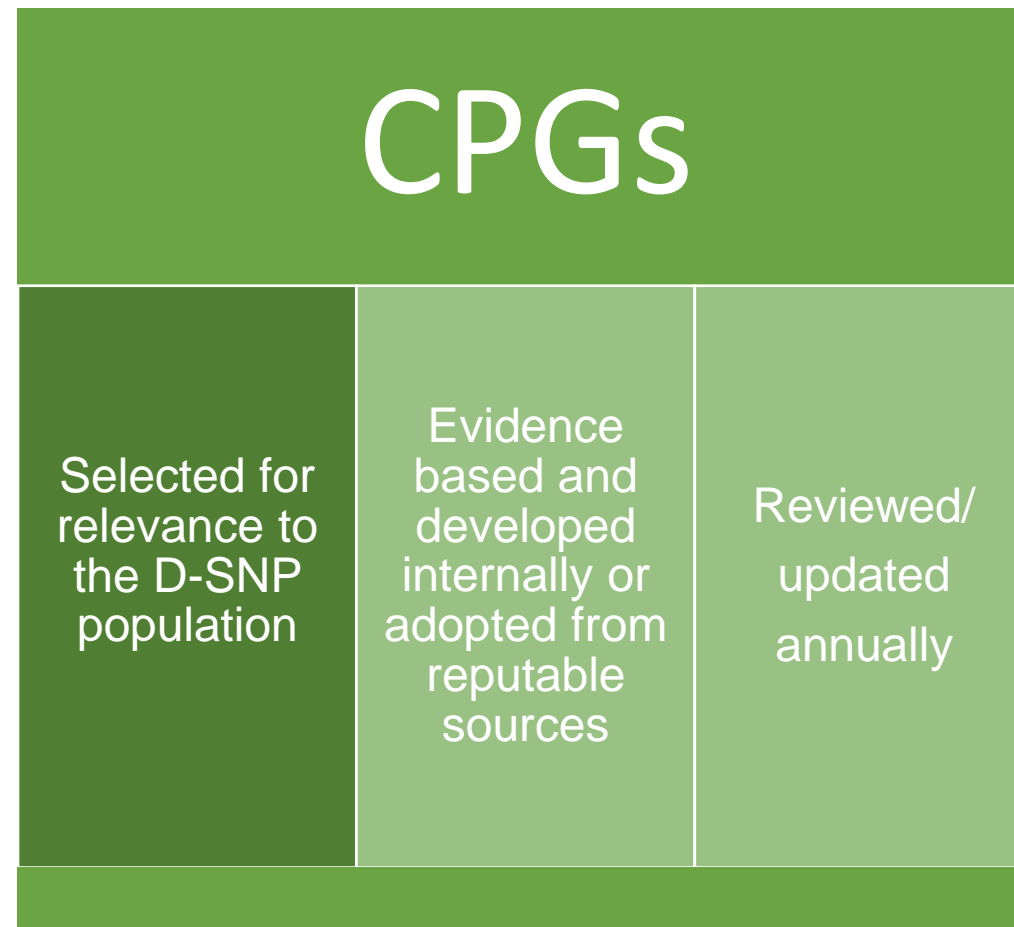 CPGs
Selected for
relevance to
the D-SNP
population
Evidence
based and
developed
internally or
adopted from
reputable
sources
Reviewed/
updated
annually